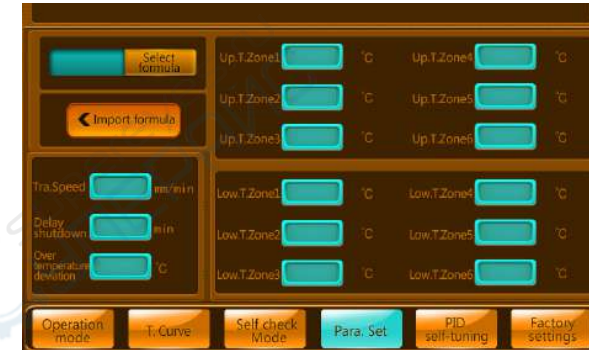 Select
formula
Import formula
Up.T.Zone1 °C Up.T.Zone4 °C
Up.T.Zone2 °C Up.T.Zone5 °C
Up.T.Zone3 °C Up.T.Zone6 °C
Tra.Speed mm/min
Delay
shutdown min
Over
temperature
deviation °C
Low.T.Zone1 °C Low.T.Zone4 °C
Low.T.Zone2 °C Low.T.Zone5 °C
Low.T.Zone3 °C Low.T.Zone6 °C
Operation
mode
T. Curve
Self check
Mode
Para. Set
PID
self-tuning
Factory
settings